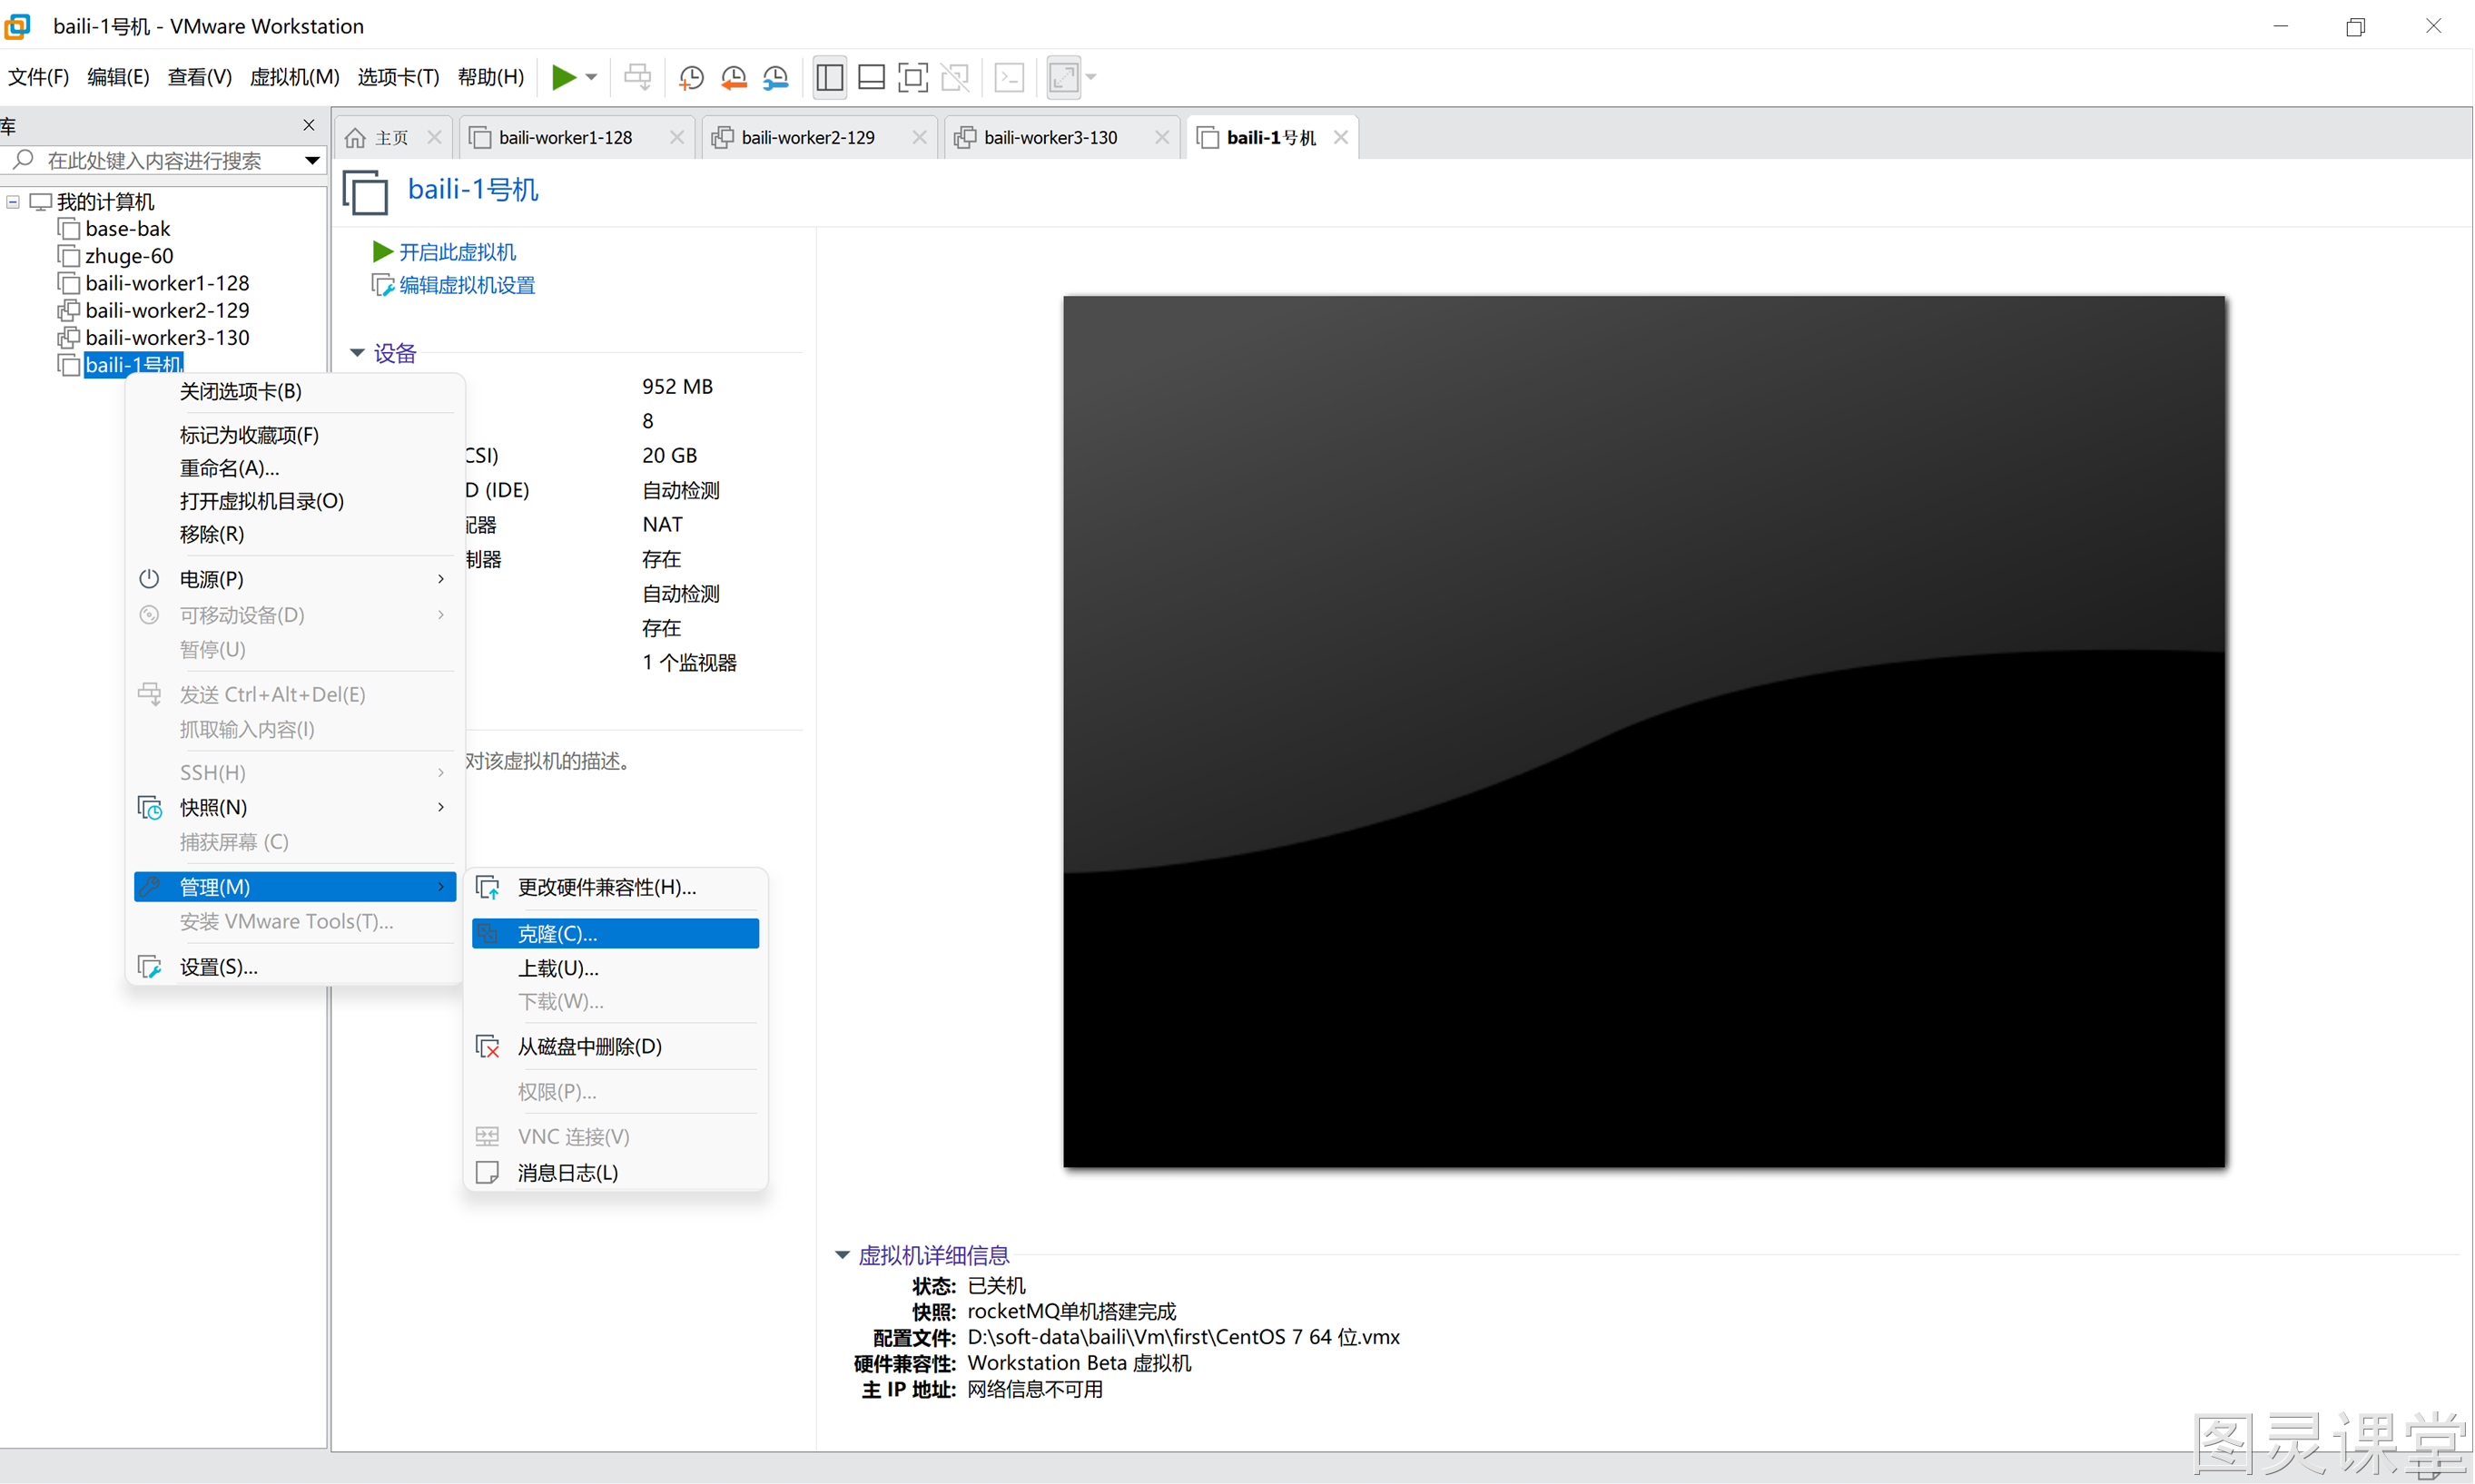 baili-1号机 - VMware Workstation
文件(F) 编辑(E) 查看(V) 虚拟机(M) 选项卡(T) 帮助(H)
库
在此处键入内容进行搜索
我的计算机
base-bak
zhuge-60
baili-worker1-128
baili-worker2-129
baili-worker3-130
baili-1号机
主页 baili-worker1-128 baili-worker2-129 baili-worker3-130 baili-1号机
baili-1号机
开启此虚拟机
编辑虚拟机设置
设备
952 MB
8
CSI) 20 GB
D (IDE) 自动检测
配器 NAT
制器 存在
自动检测
存在
1 个监视器
对该虚拟机的描述。
关闭选项卡(B)
标记为收藏项(F)
重命名(A)...
打开虚拟机目录(O)
移除(R)
电源(P)
可移动设备(D)
暂停(U)
发送 Ctrl+Alt+Del(E)
抓取输入内容(I)
SSH(H)
快照(N)
捕获屏幕 (C)
管理(M)
安装 VMware Tools(T)...
设置(S)...
更改硬件兼容性(H)...
克隆(C)...
上载(U)...
下载(W)...
从磁盘中删除(D)
权限(P)...
VNC 连接(V)
消息日志(L)
虚拟机详细信息
状态: 已关机
快照: rocketMQ单机搭建完成
配置文件: D:\soft-data\baili\Vm\first\CentOS 7 64 位.vmx
硬件兼容性: Workstation Beta 虚拟机
主 IP 地址: 网络信息不可用
图灵课堂